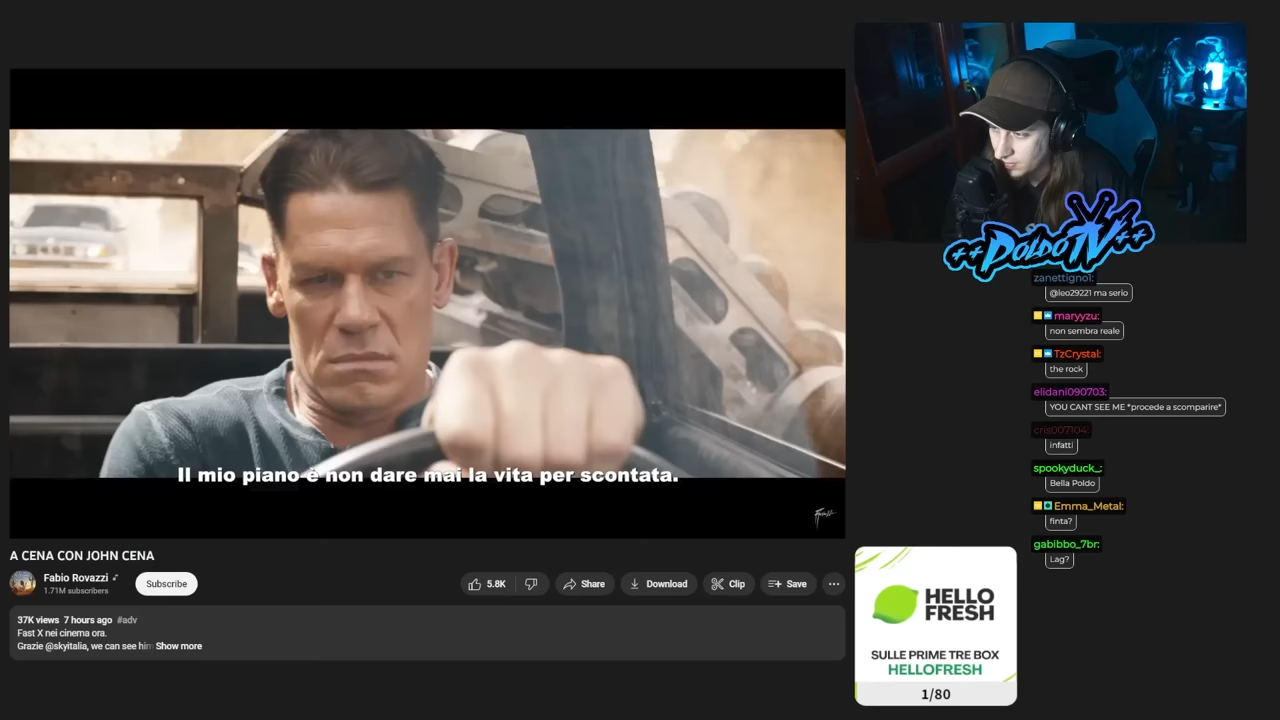 Il mio piano è non dare mai la vita per scontata.
A CENA CON JOHN CENA
Fabio Rovazzi
1.71M subscribers
Subscribe
5.8K
Share
Download
Clip
Save
37K views 7 hours ago #adv
Fast X nei cinema ora.
Grazie @skyitalia, we can see him Show more
++POLDOTV++
zanettigno1:
@leo29221 ma serio
maryyzu:
non sembra reale
TzCrystal:
the rock
elidani090703:
YOU CANT SEE ME *procede a scomparire*
cris007104:
infatti
spookyduck_:
Bella Poldo
Emma_Metal:
finta?
gabibbo_7br:
Lag?
HELLO
FRESH
SULLE PRIME TRE BOX
HELLOFRESH
1/80